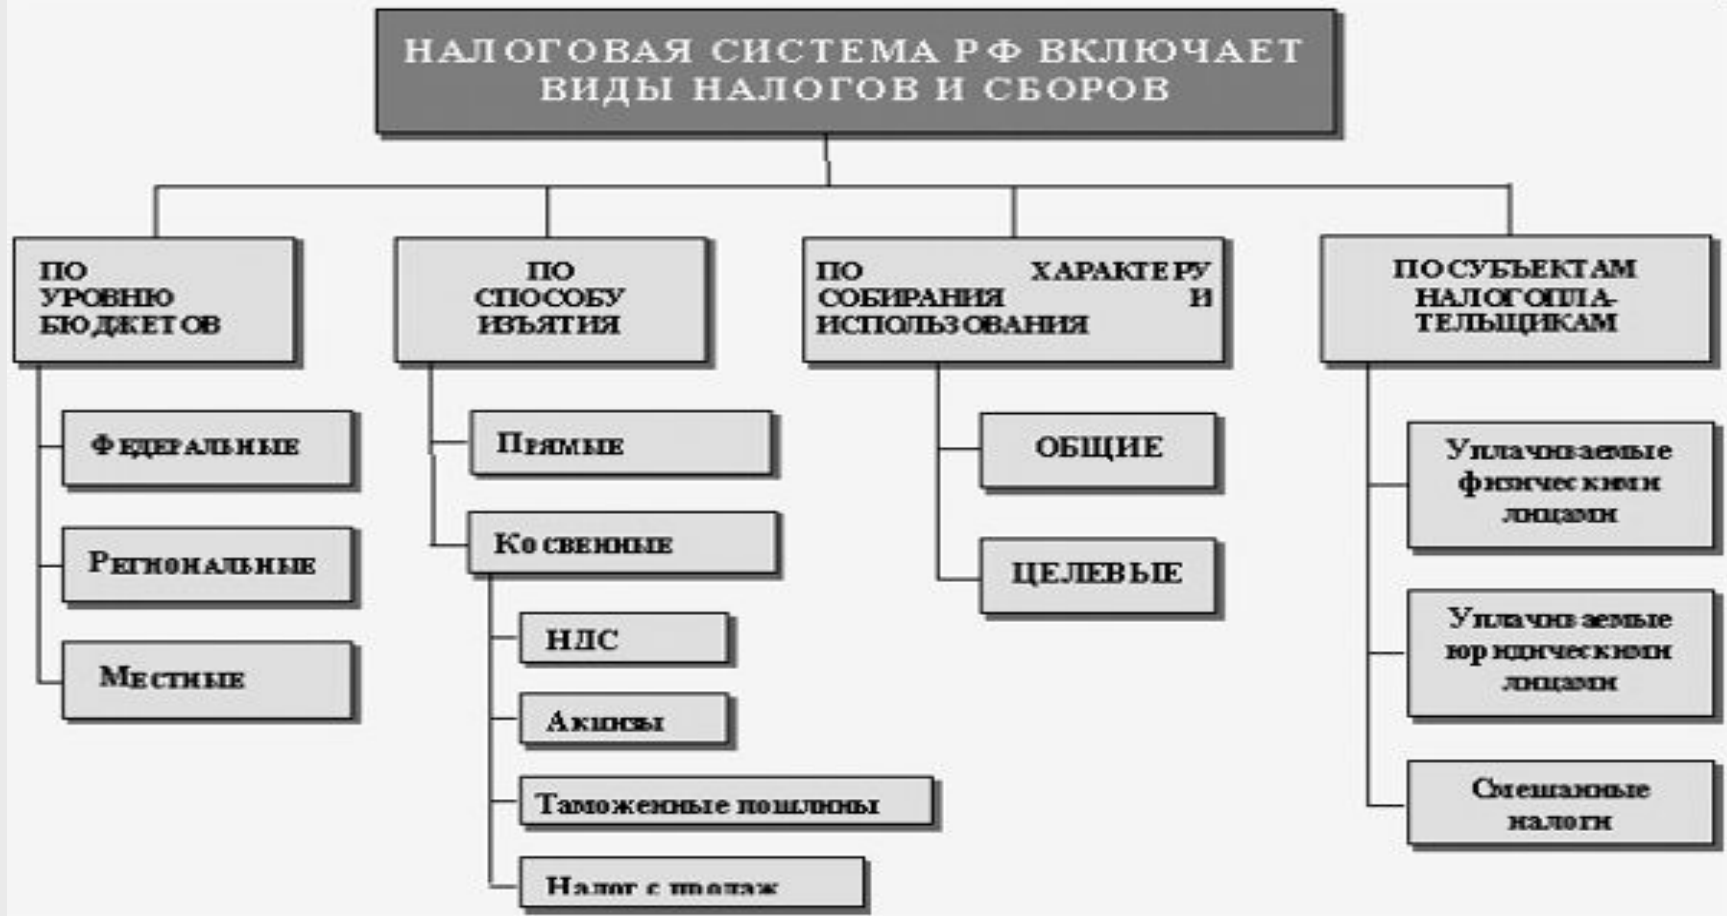 НАЛОГОВАЯ СИСТЕМА РФ ВКЛЮЧАЕТ
ВИДЫ НАЛОГОВ И СБОРОВ
ПО
УРОВНЮ
БЮДЖЕТОВ
ФЕДЕРАЛЬНЫЕ
РЕГИОНАЛЬНЫЕ
МЕСТНЫЕ
ПО
СПОСОБУ
ИЗЪЯТИЯ
ПРЯМЫЕ
КОСВЕННЫЕ
НДС
Акцизы
Таможенные пошлины
Налог с продаж
ПО ХАРАКТЕРУ
СОБИРАНИЯ И
ИСПОЛЬЗОВАНИЯ
ОБЩИЕ
ЦЕЛЕВЫЕ
ПО СУБЪЕКТАМ
НАЛОГОПЛА-
ТЕЛЬЩИКАМ
Уплачиваемые
физическими
лицами
Уплачиваемые
юридическими
лицами
Смешанные
налоги